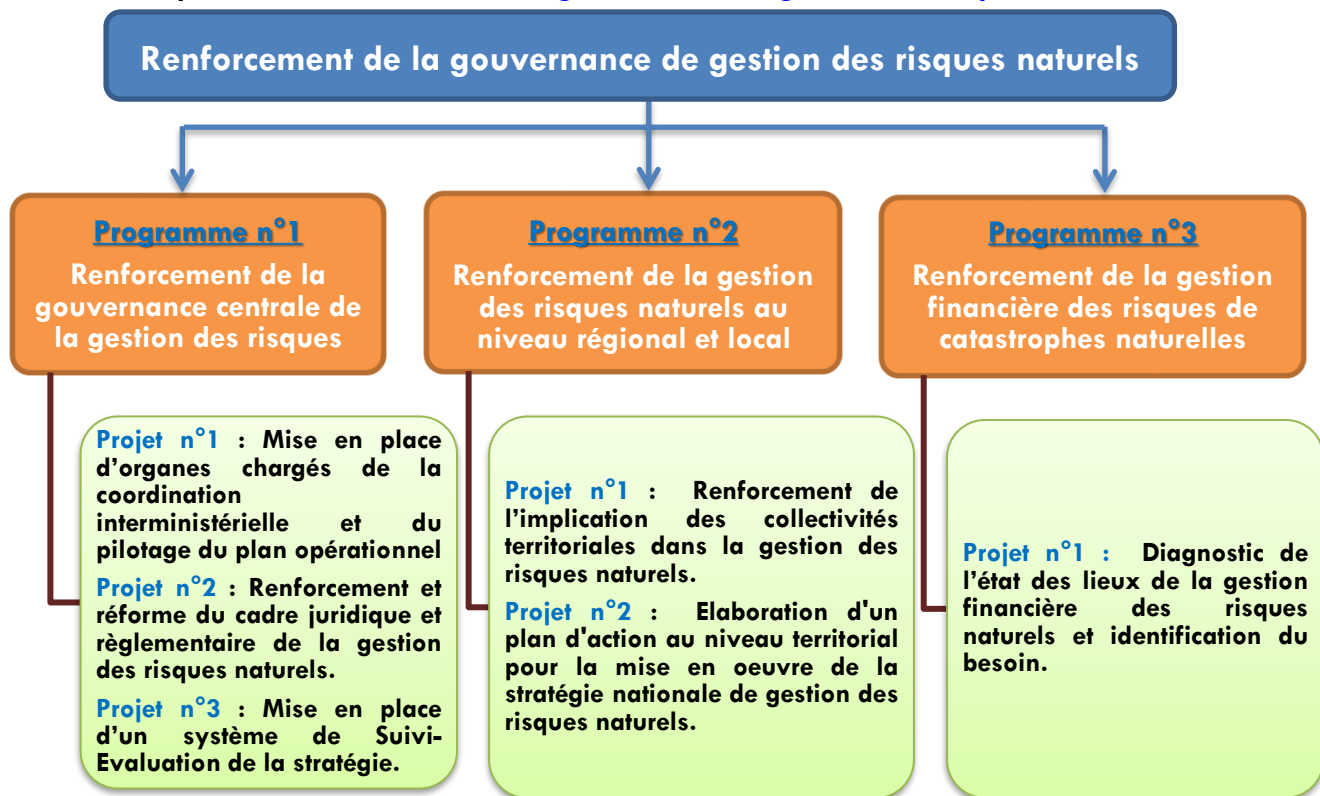 Renforcement de la gouvernance de gestion des risques naturels
Programme n°1
Renforcement de la
gouvernance centrale de
la gestion des risques
Programme n°2
Renforcement de la gestion
des risques naturels au
niveau régional et local
Programme n°3
Renforcement de la gestion
financière des risques de
catastrophes naturelles
Projet n°1 : Mise en place
d'organes chargés de la
coordination
interministérielle et du
pilotage du plan opérationnel
Projet n°2 : Renforcement et
réforme du cadre juridique et
règlementaire de la gestion
des risques naturels.
Projet n°3 : Mise en place
d'un système de Suivi-
Evaluation de la stratégie.
Projet n°1 : Renforcement de
l'implication des collectivités
territoriales dans la gestion des
risques naturels.
Projet n°2 : Elaboration d'un
plan d'action au niveau territorial
pour la mise en oeuvre de la
stratégie nationale de gestion des
risques naturels.
Projet n°1 : Diagnostic de
l'état des lieux de la gestion
financière des risques
naturels et identification du
besoin.